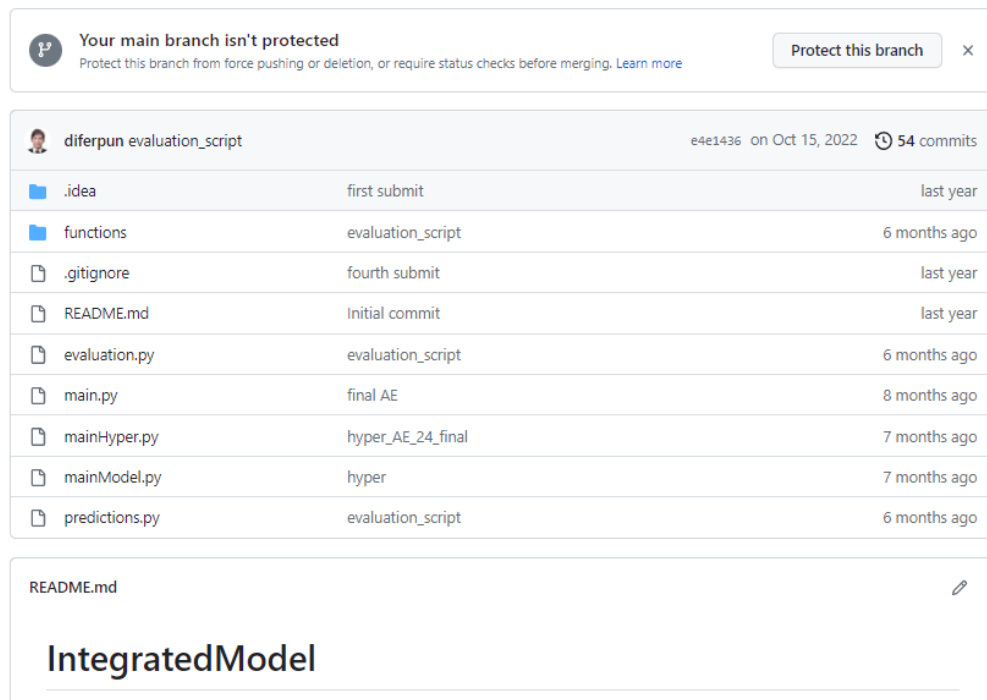 Your main branch isn't protected
Protect this branch from force pushing or deletion, or require status checks before merging. Learn more
Protect this branch
diferpun evaluation_script e4e1436 on Oct 15, 2022 54 commits
.idea first submit last year
functions evaluation_script 6 months ago
.gitignore fourth submit last year
README.md Initial commit last year
evaluation.py evaluation_script 6 months ago
main.py final AE 8 months ago
mainHyper.py hyper_AE_24_final 7 months ago
mainModel.py hyper 7 months ago
predictions.py evaluation_script 6 months ago
README.md
IntegratedModel